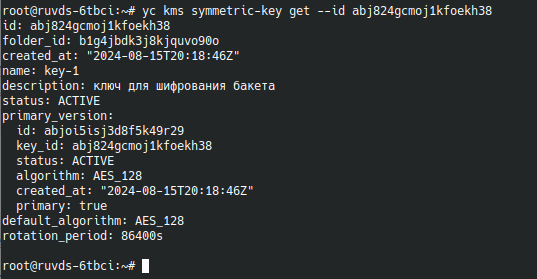 root@ruvds-6tbci:~# yc kms symmetric-key get --id abj824gcmoj1kfoekh38
id: abj824gcmoj1kfoekh38
folder_id: b1g4jbdk3j8kjquvo90o
created_at: "2024-08-15T20:18:46Z"
name: key-1
description: ключ для шифрования бакета
status: ACTIVE
primary_version:
  id: abjoi5isj3d8f5k49r29
  key_id: abj824gcmoj1kfoekh38
  status: ACTIVE
  algorithm: AES_128
  created_at: "2024-08-15T20:18:46Z"
  primary: true
default_algorithm: AES_128
rotation_period: 86400s
root@ruvds-6tbci:~#